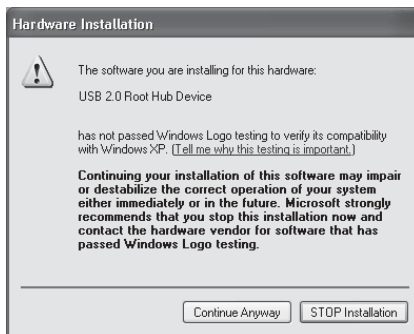 Hardware Installation
The software you are installing for this hardware:
USB 2.0 Root Hub Device
has not passed Windows Logo testing to verify its compatibility
with Windows XP. (Tell me why this testing is important.)
Continuing your installation of this software may impair
or destabilize the correct operation of your system
either immediately or in the future. Microsoft strongly
recommends that you stop this installation now and
contact the hardware vendor for software that has
passed Windows Logo testing.
Continue Anyway
STOP Installation